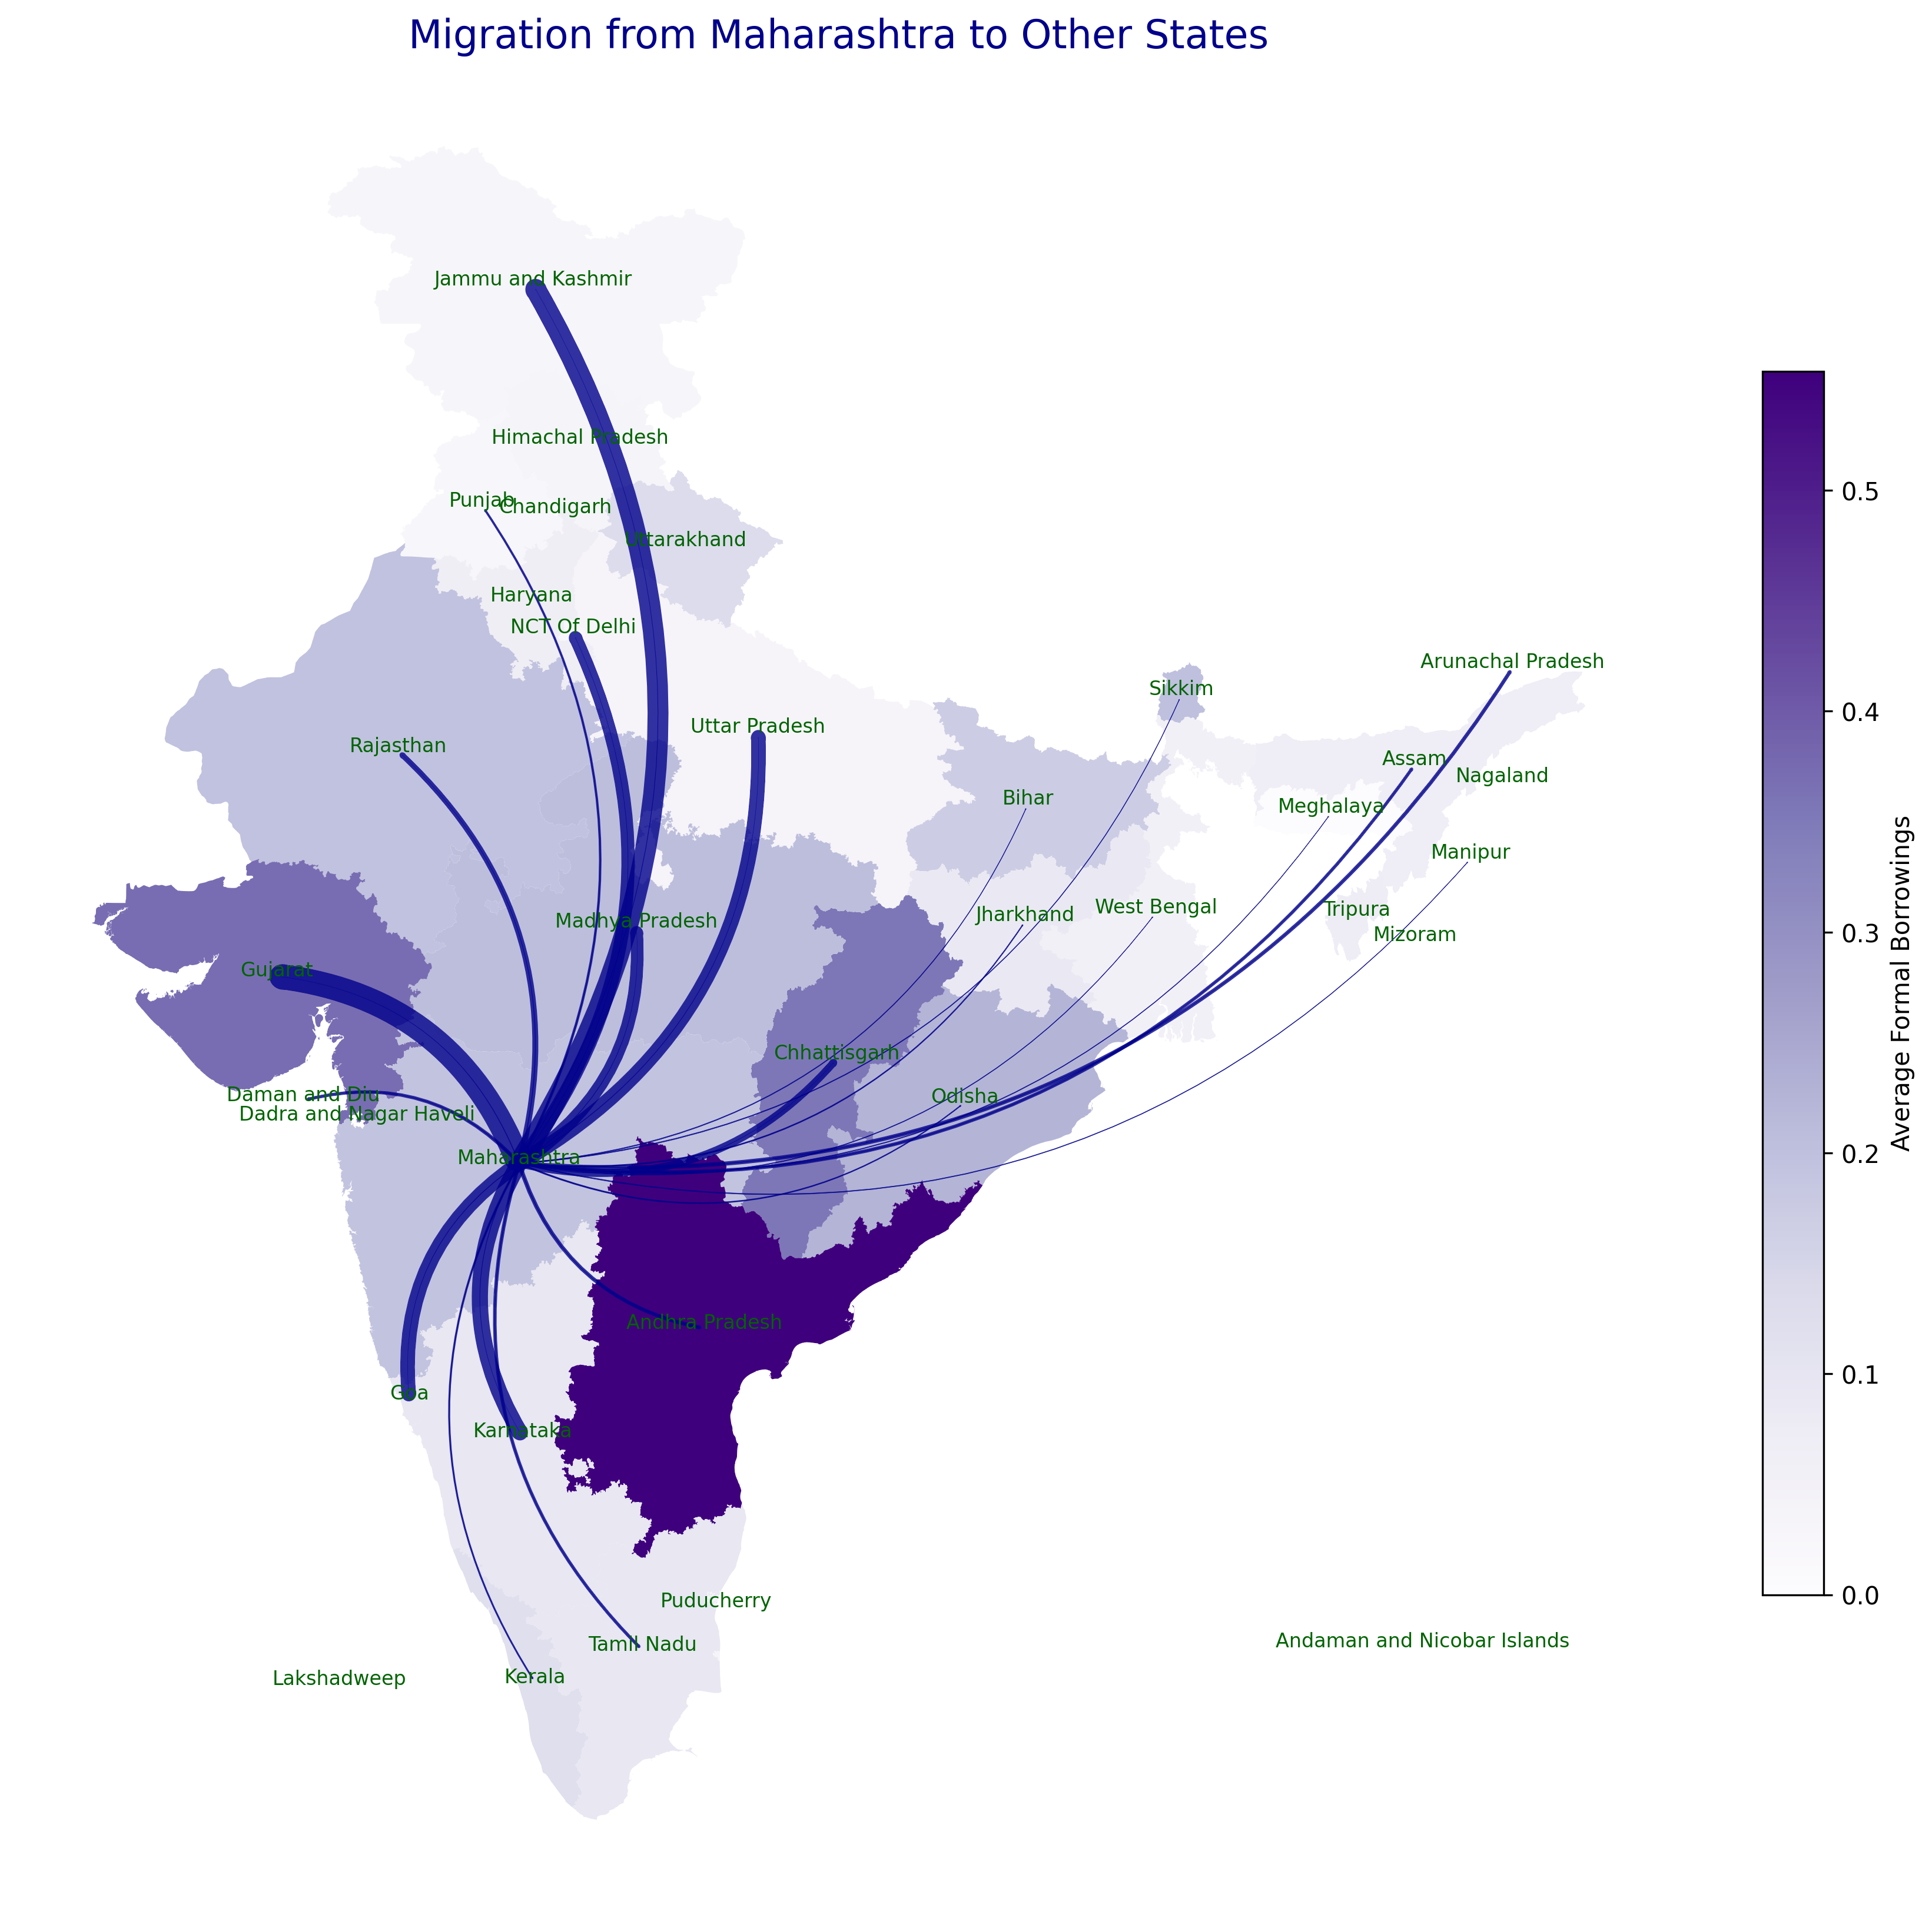 Migration from Maharashtra to Other States
Jammu and Kashmir
Himachal Pradesh
Punjab
Chandigarh
Uttarakhand
Haryana
NCT Of Delhi
Arunachal Pradesh
Sikkim
Uttar Pradesh
Rajasthan
Assam
Nagaland
Bihar
Meghalaya
Manipur
Madhya Pradesh
Jharkhand
West Bengal
Tripura
Mizoram
Gujarat
Chhattisgarh
Daman and Diu
Odisha
Dadra and Nagar Haveli
Maharashtra
Andhra Pradesh
Goa
Karnataka
Puducherry
Tamil Nadu
Andaman and Nicobar Islands
Lakshadweep
Kerala
0.5
0.4
0.3
0.2
0.1
0.0
Average Formal Borrowings